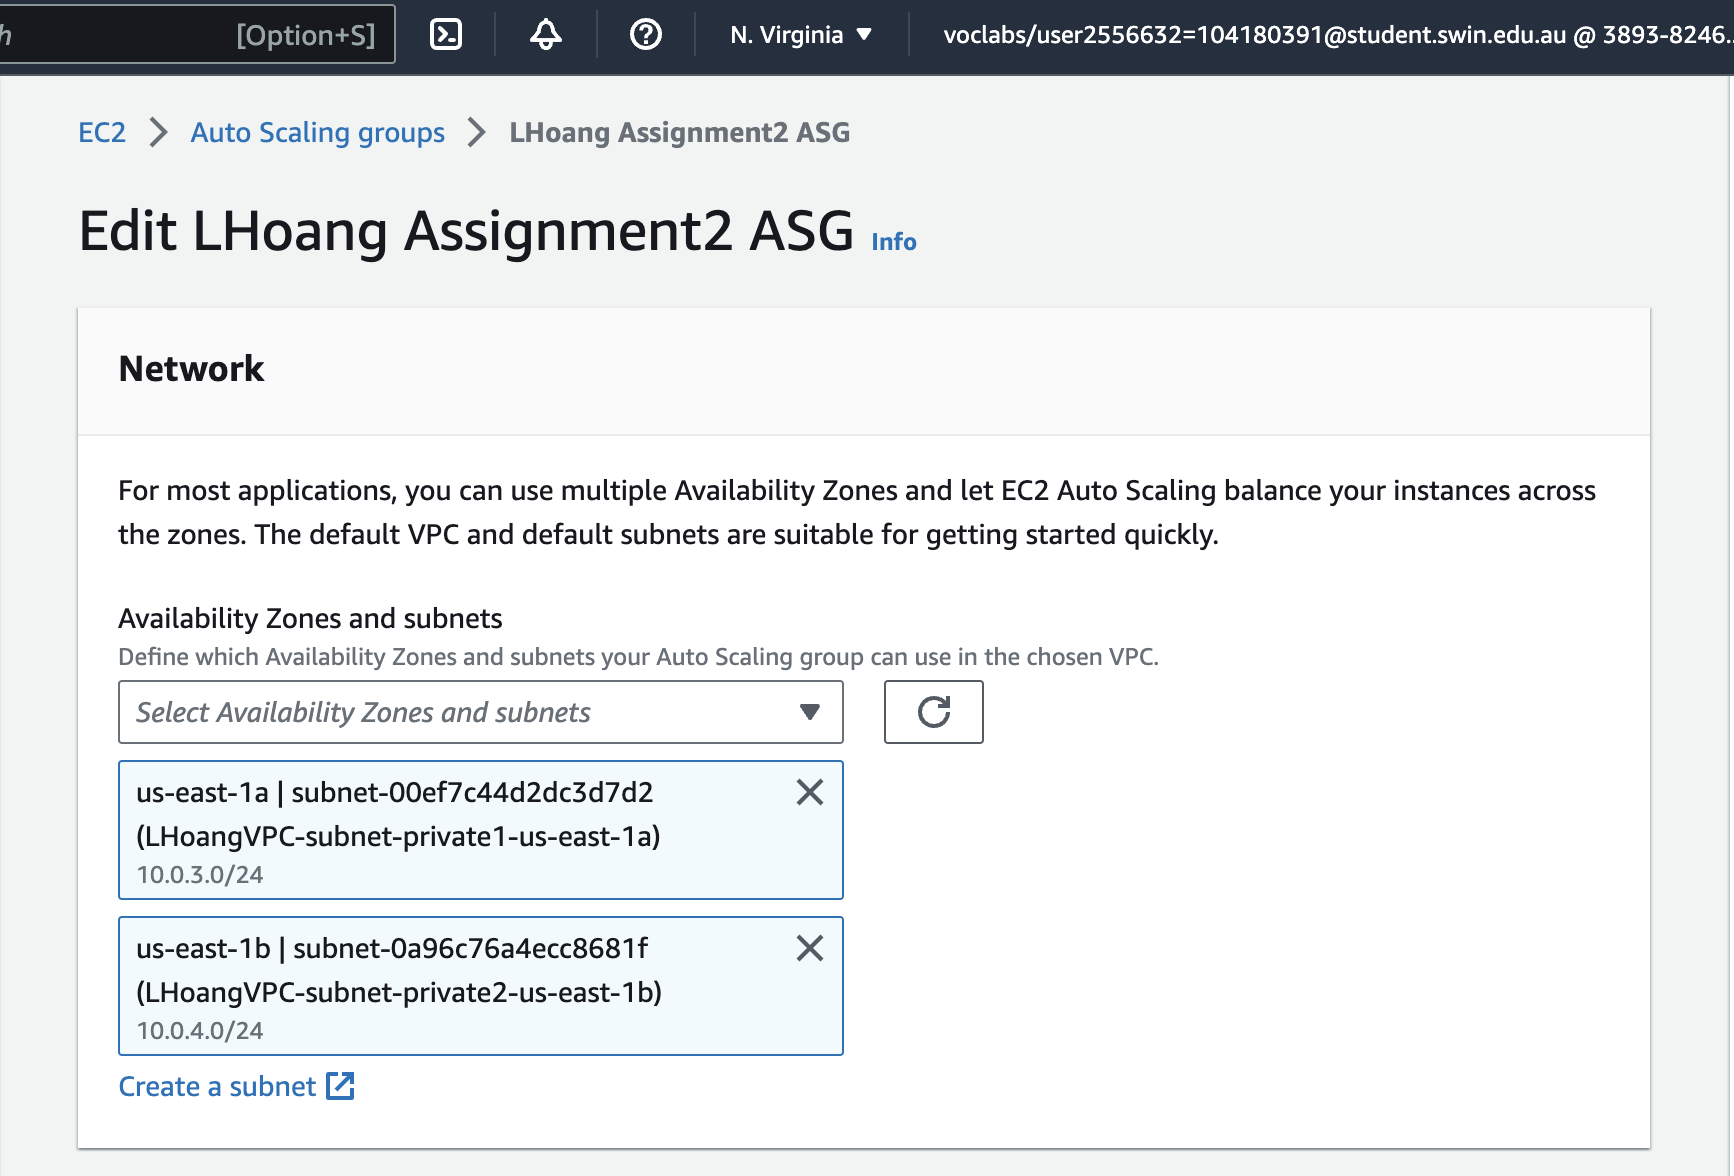 [Option+S]
N. Virginia
voclabs/user2556632=104180391@student.swin.edu.au @ 3893-8246...
EC2 > Auto Scaling groups > LHoang Assignment2 ASG
Edit LHoang Assignment2 ASG Info
Network
For most applications, you can use multiple Availability Zones and let EC2 Auto Scaling balance your instances across
the zones. The default VPC and default subnets are suitable for getting started quickly.
Availability Zones and subnets
Define which Availability Zones and subnets your Auto Scaling group can use in the chosen VPC.
Select Availability Zones and subnets
us-east-1a | subnet-00ef7c44d2dc3d7d2
(LHoangVPC-subnet-private1-us-east-1a)
10.0.3.0/24
us-east-1b | subnet-0a96c76a4ecc8681f
(LHoangVPC-subnet-private2-us-east-1b)
10.0.4.0/24
Create a subnet